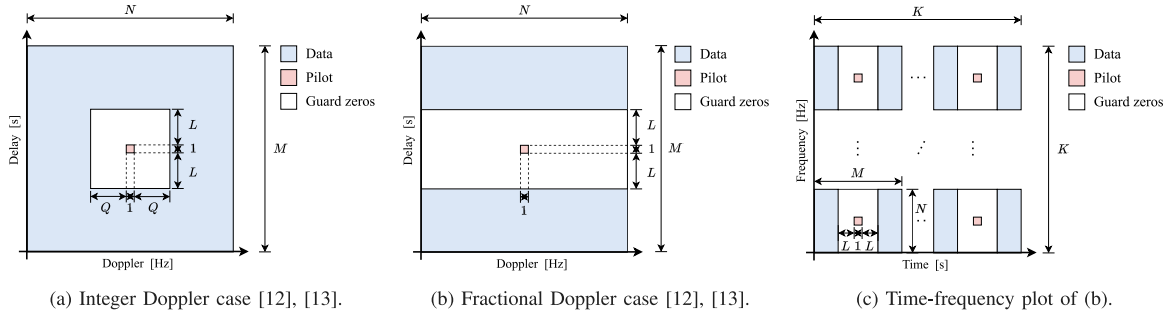 N
Data
Pilot
Guard zeros
Delay [s]
L
1
L
M
Q
1
Q
Doppler [Hz]
(a) Integer Doppler case [12], [13].
N
Data
Pilot
Guard zeros
Delay [s]
L
1
L
M
1
Doppler [Hz]
(b) Fractional Doppler case [12], [13].
K
Data
Pilot
Guard zeros
Frequency [Hz]
...
⋮
⋰
⋮
K
M
N
L
1
L
..
Time [s]
(c) Time-frequency plot of (b).